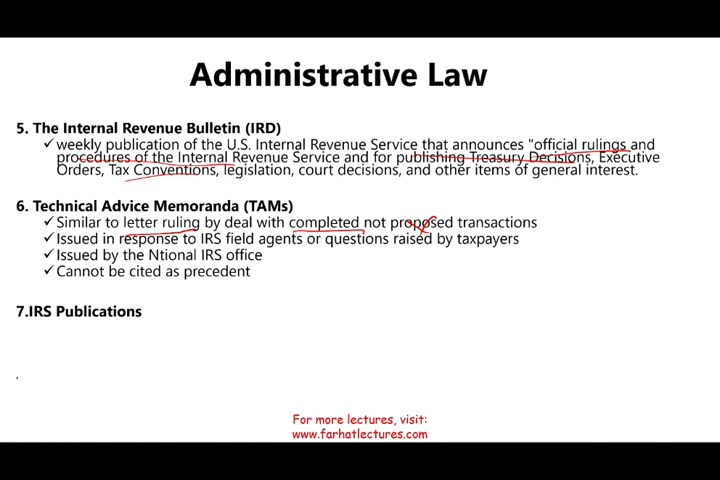 Administrative Law
5. The Internal Revenue Bulletin (IRD)
✓weekly publication of the U.S. Internal Revenue Service that announces "official rulings and
procedures of the Internal Revenue Service and for publishing Treasury Decisions, Executive
Orders, Tax Conventions, legislation, court decisions, and other items of general interest.
6. Technical Advice Memoranda (TAMs)
✓Similar to letter ruling by deal with completed not proposed transactions
✓Issued in response to IRS field agents or questions raised by taxpayers
✓Issued by the Ntional IRS office
✓Cannot be cited as precedent
7.IRS Publications
.
For more lectures, visit:
www.farhatlectures.com